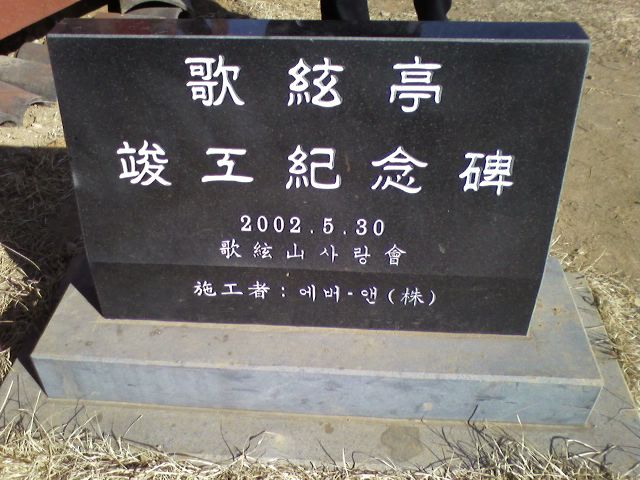 歌絃亭
竣工紀念碑
2002.5.30
歌絃山사랑會
施工者:에버-앤(株)